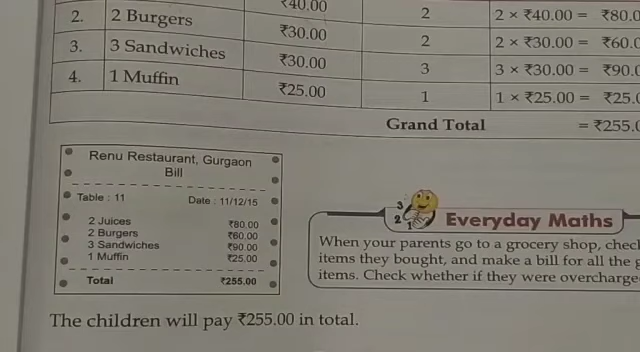 ₹40.00 2 2 × ₹40.00 = ₹80.0
2. 2 Burgers ₹30.00 2 2 × ₹30.00 = ₹60.0
3. 3 Sandwiches ₹30.00 3 3 × ₹30.00 = ₹90.0
4. 1 Muffin ₹25.00 1 1 × ₹25.00 = ₹25.0
Grand Total = ₹255.0
Renu Restaurant, Gurgaon
Bill
Table : 11 Date : 11/12/15
2 Juices ₹80.00
2 Burgers ₹60.00
3 Sandwiches ₹90.00
1 Muffin ₹25.00
Total ₹255.00
3
2
1
Everyday Maths
When your parents go to a grocery shop, check
items they bought, and make a bill for all the g
items. Check whether if they were overcharge
The children will pay ₹255.00 in total.